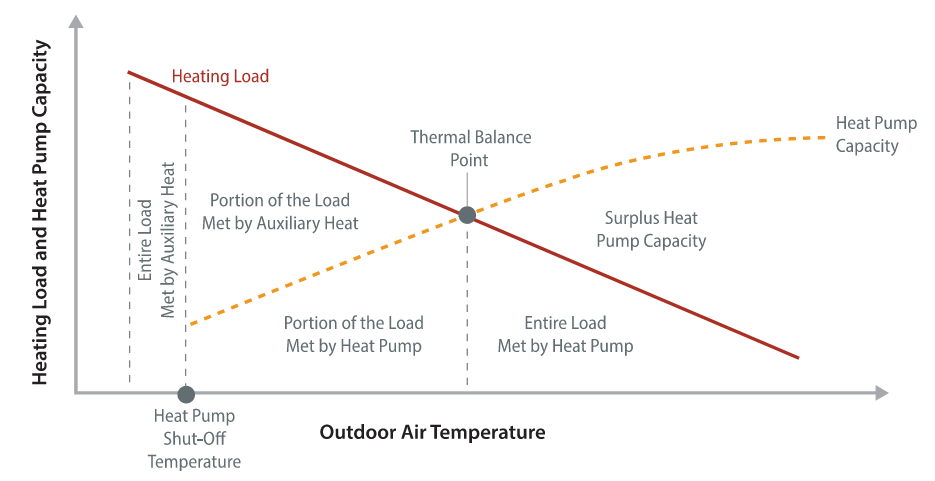 Heating Load and Heat Pump Capacity
Heating Load
Thermal Balance
Point
Heat Pump
Capacity
Entire Load
Met by Auxiliary Heat
Portion of the Load
Met by Auxiliary Heat
Surplus Heat
Pump Capacity
Portion of the Load
Met by Heat Pump
Entire Load
Met by Heat Pump
Heat Pump
Shut-Off
Temperature
Outdoor Air Temperature